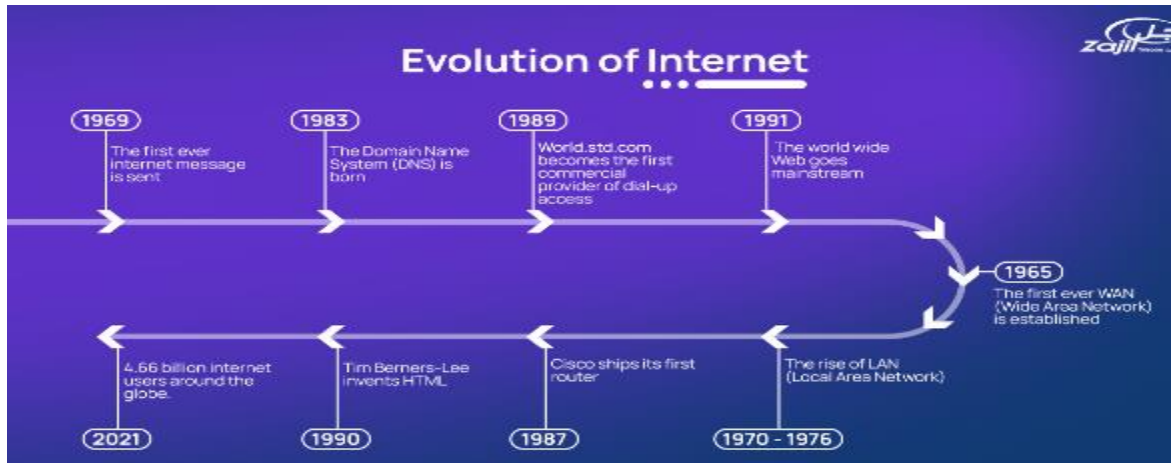 زاجل
zajil
Evolution of Internet
1969
The first ever
internet message
is sent
1983
The Domain Name
System (DNS) is
born
1989
World.std.com
becomes the first
commercial
provider of dial-up
access
1991
The world wide
Web goes
mainstream
1965
The first ever WAN
(Wide Area Network)
is established
The rise of LAN
(Local Area Network)
1970 - 1976
Cisco ships its first
router
1987
Tim Berners-Lee
invents HTML
1990
4.66 billion internet
users around the
globe.
2021